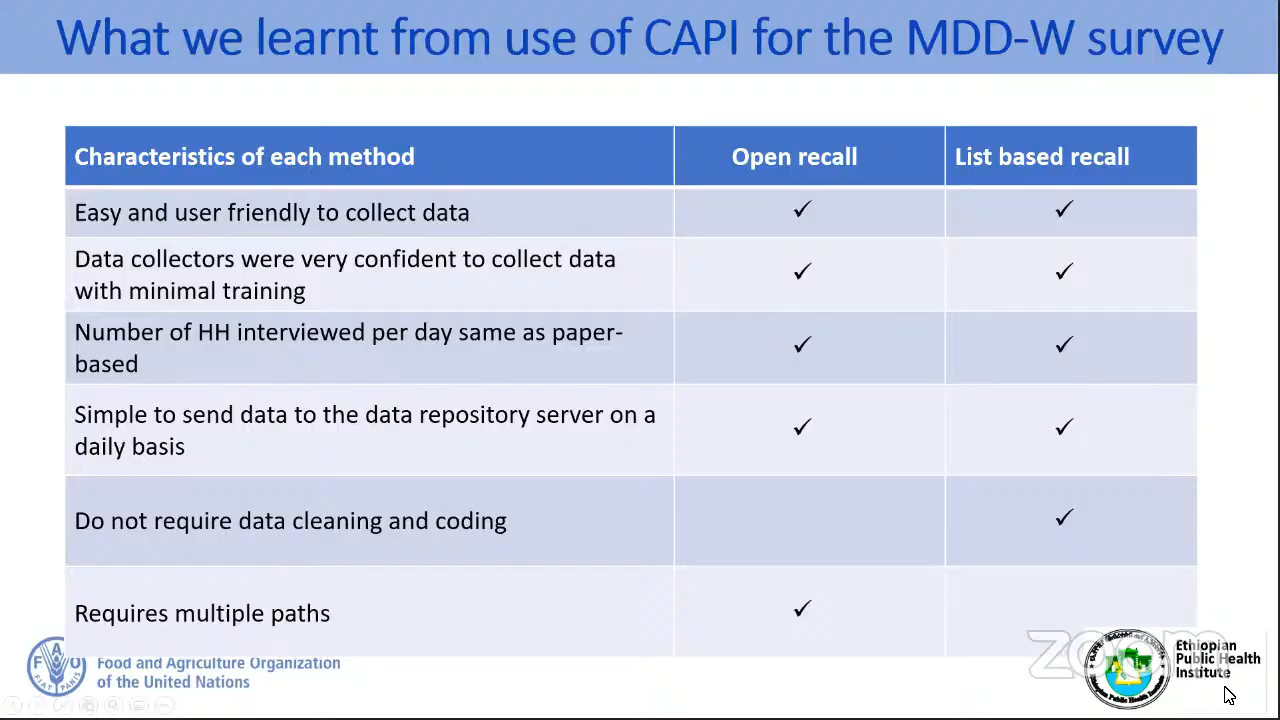 What we learnt from use of CAPI for the MDD-W survey
Characteristics of each method
Open recall
List based recall
Easy and user friendly to collect data
✓
✓
Data collectors were very confident to collect data
with minimal training
✓
✓
Number of HH interviewed per day same as paper-
based
✓
✓
Simple to send data to the data repository server on a
daily basis
✓
✓
Do not require data cleaning and coding
✓
Requires multiple paths
✓
Food and Agriculture Organization
of the United Nations
zoom
Ethiopian
Public Health
Institute